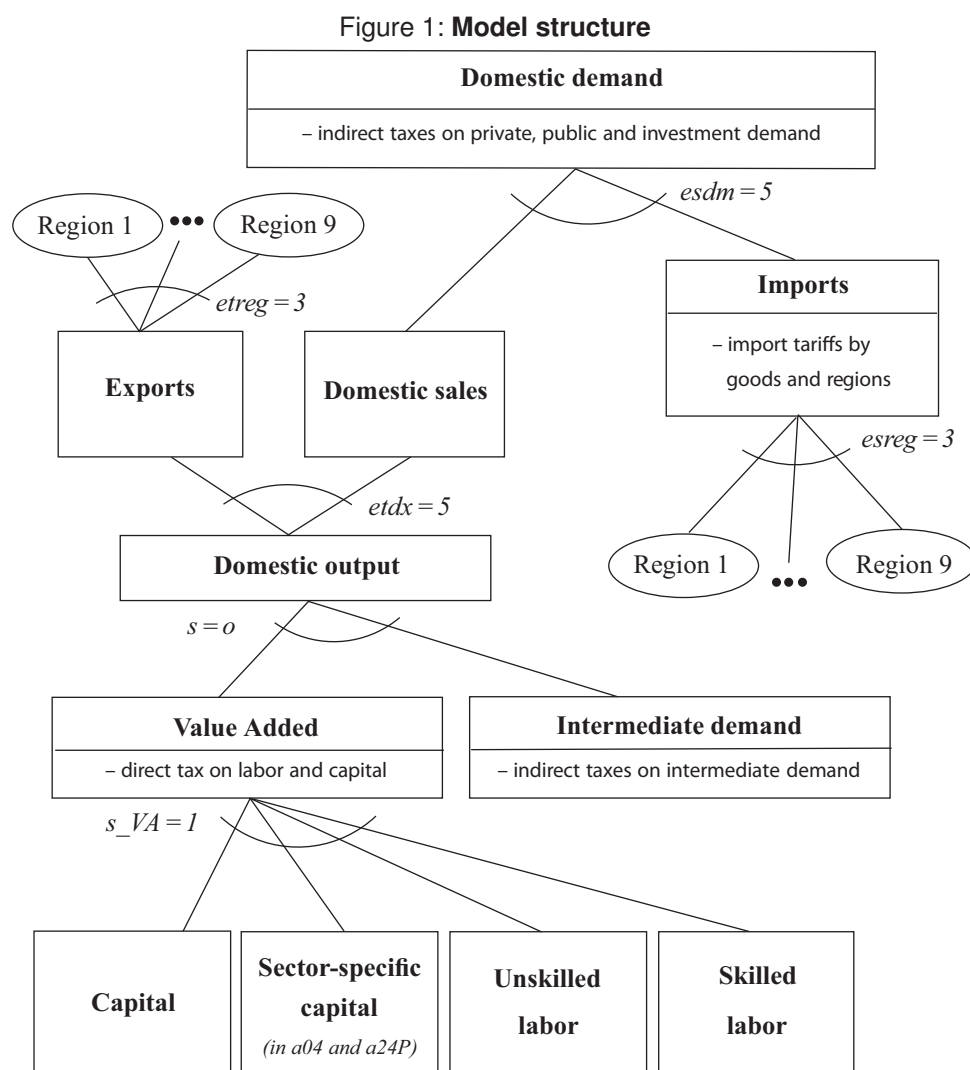 Figure 1: Model structure
Domestic demand
– indirect taxes on private, public and investment demand
esdm = 5
Region 1
•••
Region 9
etreg = 3
Imports
– import tariffs by
goods and regions
Exports
Domestic sales
esreg = 3
etdx = 5
Region 1
•••
Region 9
Domestic output
s = o
Value Added
– direct tax on labor and capital
Intermediate demand
– indirect taxes on intermediate demand
s_VA = 1
Capital
Sector-specific
capital
(in a04 and a24P)
Unskilled
labor
Skilled
labor